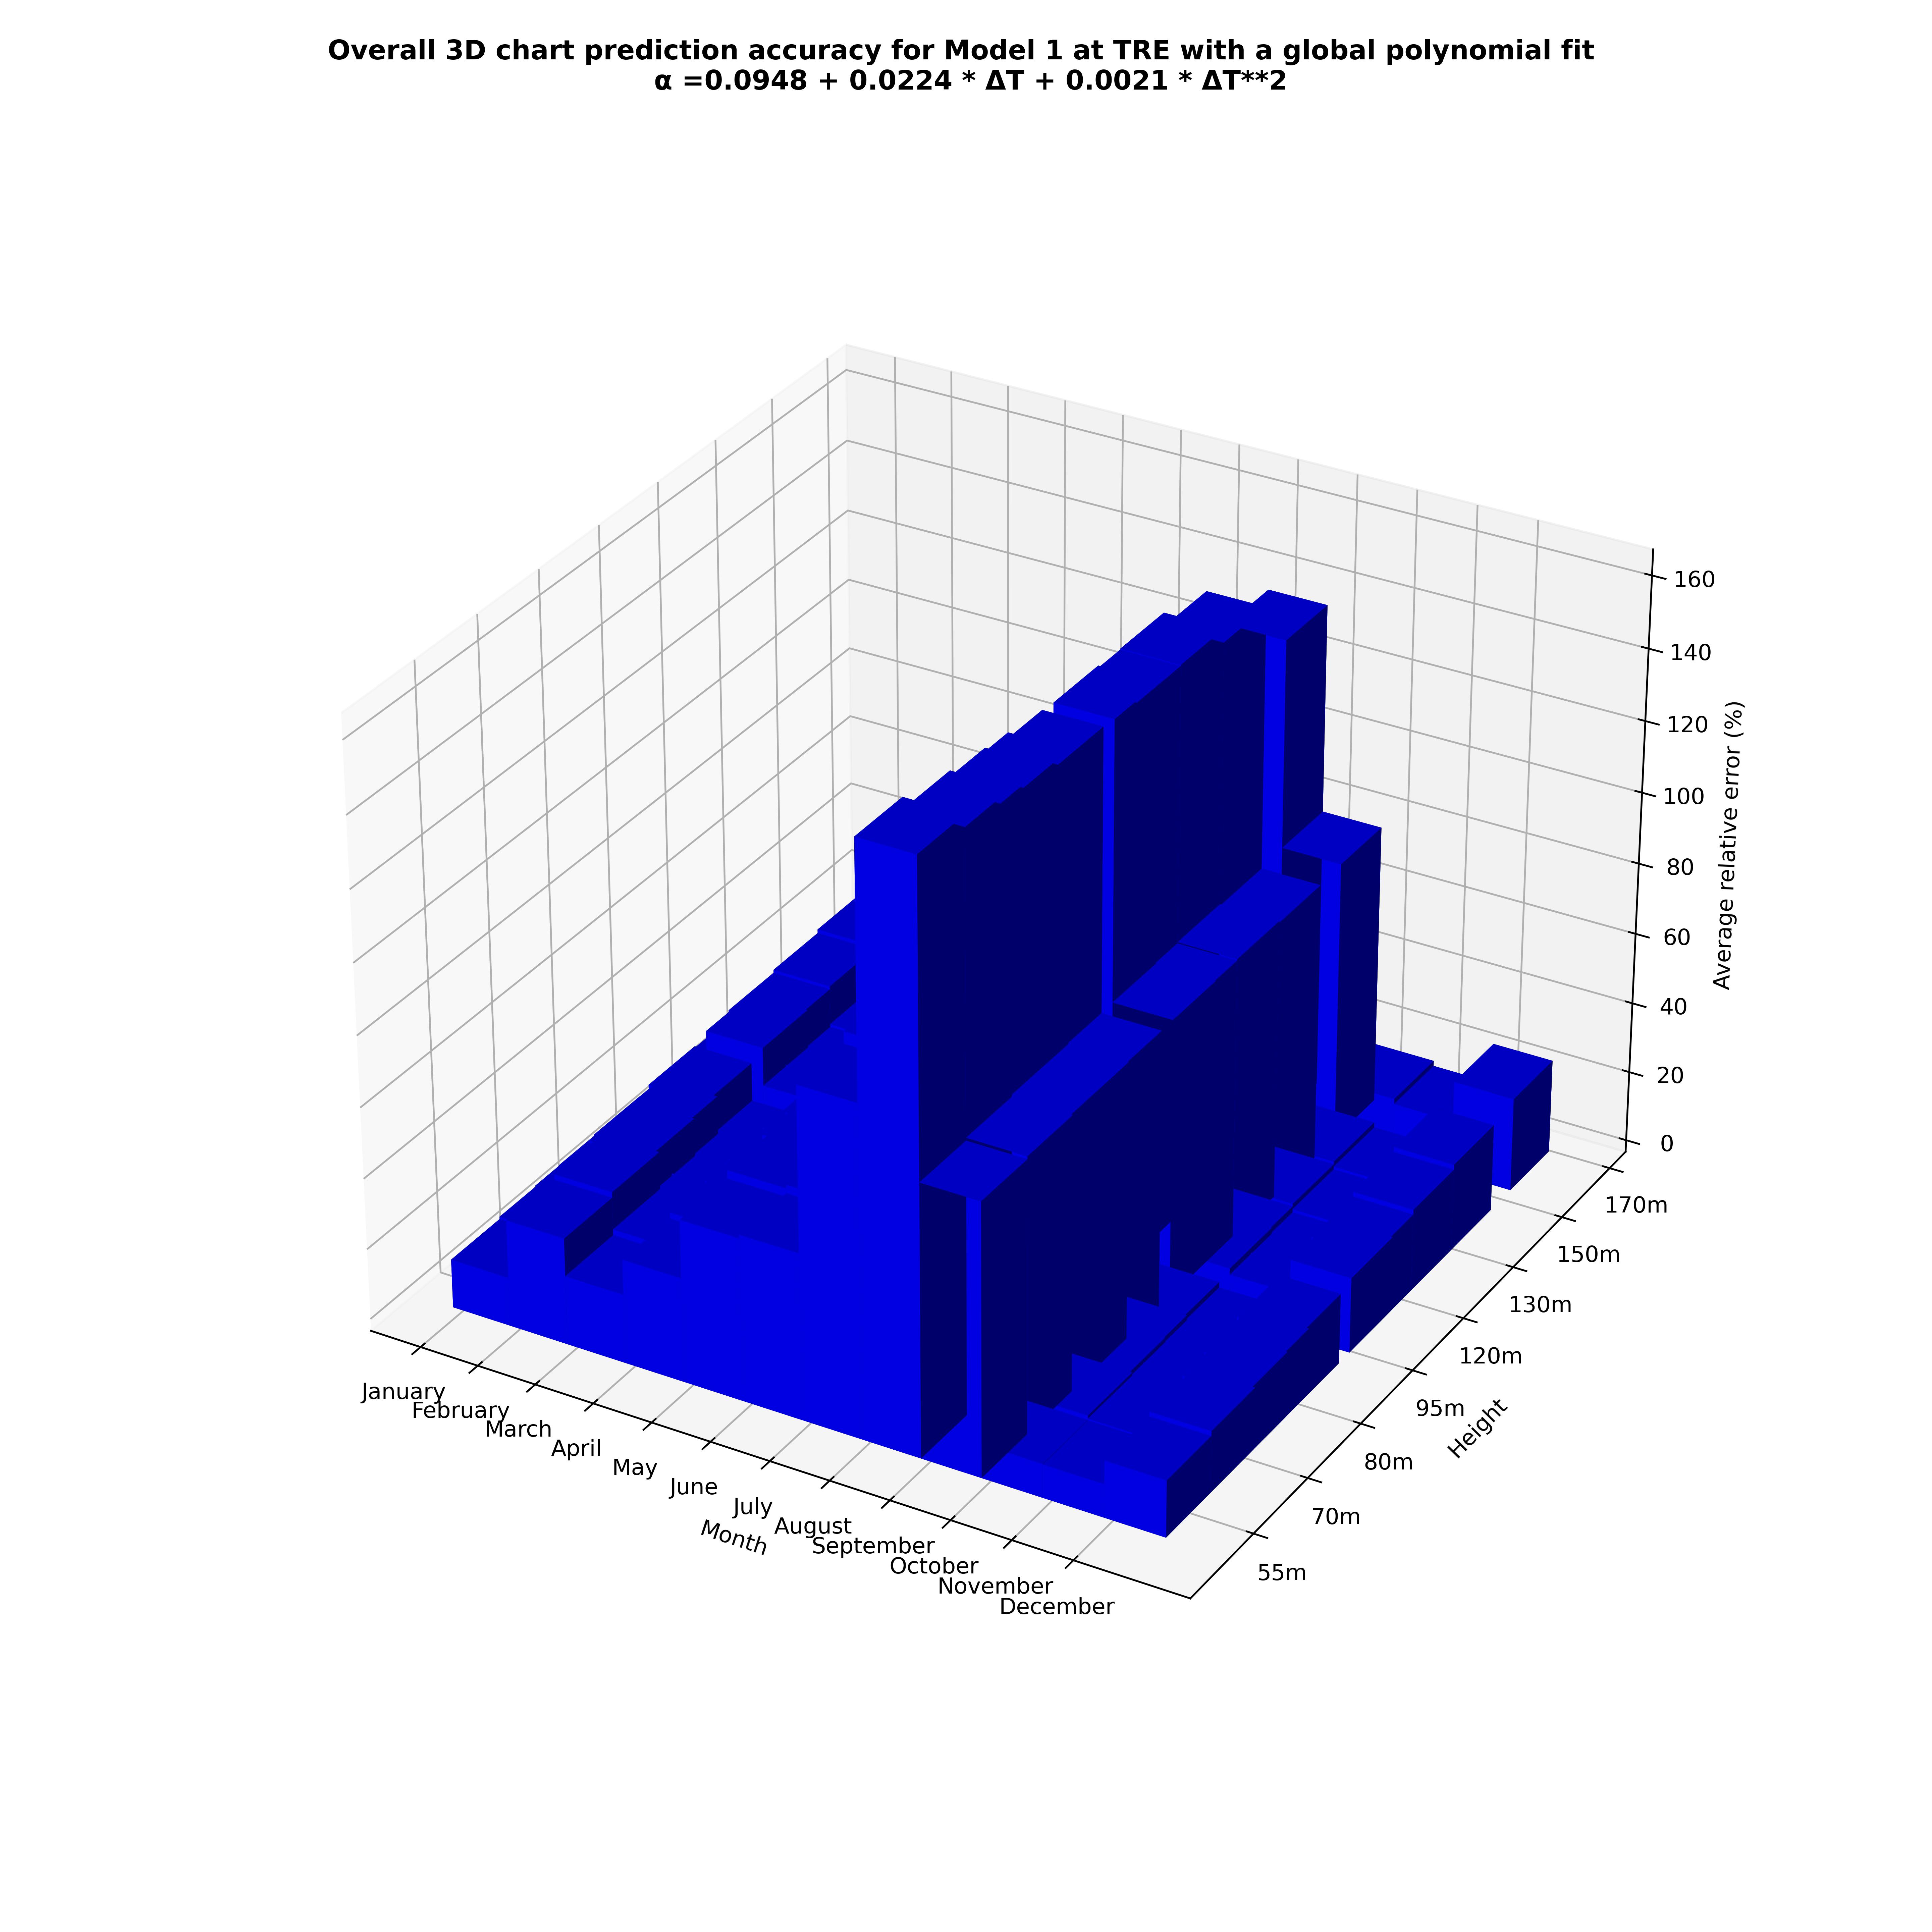 Overall 3D chart prediction accuracy for Model 1 at TRE with a global polynomial fit
α =0.0948 + 0.0224 * ΔT + 0.0021 * ΔT**2
160
140
120
100
80
60
40
20
0
Average relative error (%)
170m
150m
130m
120m
95m
80m
70m
55m
Height
January
February
March
April
May
June
July
August
September
October
November
December
Month